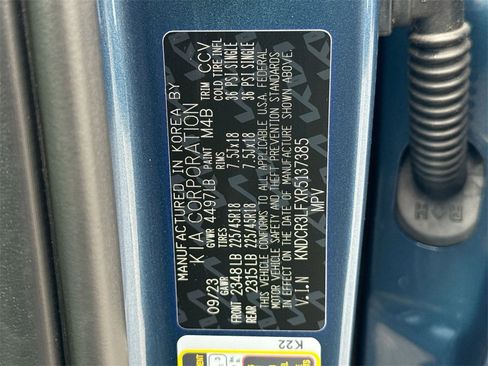 MANUFACTURED IN KOREA BY
KIA CORPORATION
09/23 GVWR 4497LB PAINT M4B TRIM CCV
GAWR TIRES RIMS COLD TIRE INFL
FRONT 2348LB 225/45R18 7.5Jx18 36 PSI SINGLE
REAR 2315LB 225/45R18 7.5Jx18 36 PSI SINGLE
THIS VEHICLE CONFORMS TO ALL APPLICABLE U.S.A. FEDERAL
MOTOR VEHICLE SAFETY AND THEFT PREVENTION STANDARDS
IN EFFECT ON THE DATE OF MANUFACTURE SHOWN ABOVE.
V.I.N KNDCR3LFXR5137385
MPV
K22